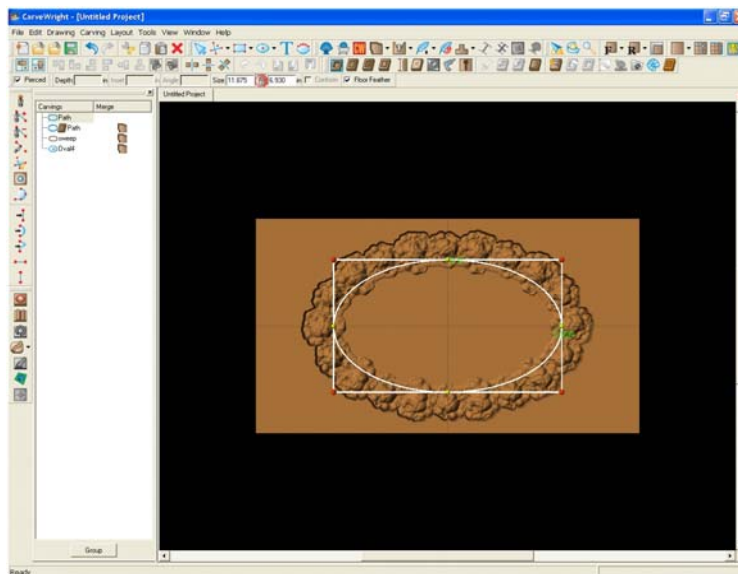 CarveWright - [Untitled Project]
File Edit Drawing Carving Layout Tools View Window Help
Pierced Depth in Inset in Angle Size 11.875 6.930 in Contain Floor Feather
Untitled Project
Carvings Merge
Path
Path
sweep
Oval4
Group
Ready